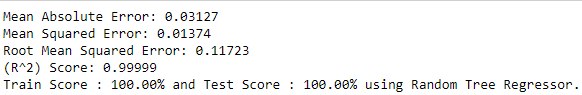 Mean Absolute Error: 0.03127
Mean Squared Error: 0.01374
Root Mean Squared Error: 0.11723
(R^2) Score: 0.99999
Train Score : 100.00% and Test Score : 100.00% using Random Tree Regressor.